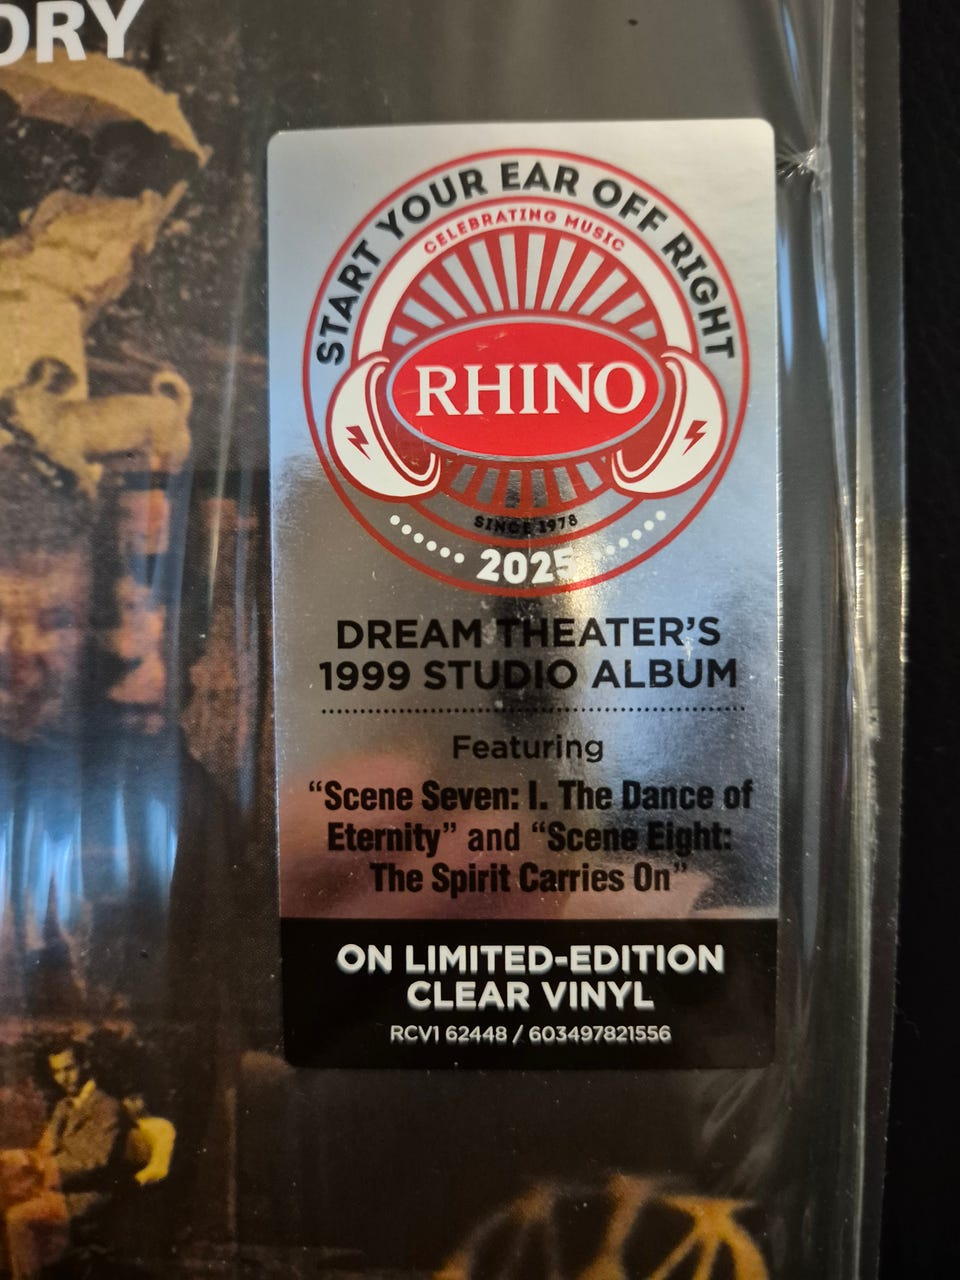 ORY
START YOUR EAR OFF RIGHT
CELEBRATING MUSIC
RHINO
SINCE 1978
2025
DREAM THEATER'S
1999 STUDIO ALBUM
Featuring
“Scene Seven: I. The Dance of
Eternity” and “Scene Eight:
The Spirit Carries On”
ON LIMITED-EDITION
CLEAR VINYL
RCV1 62448 / 603497821556